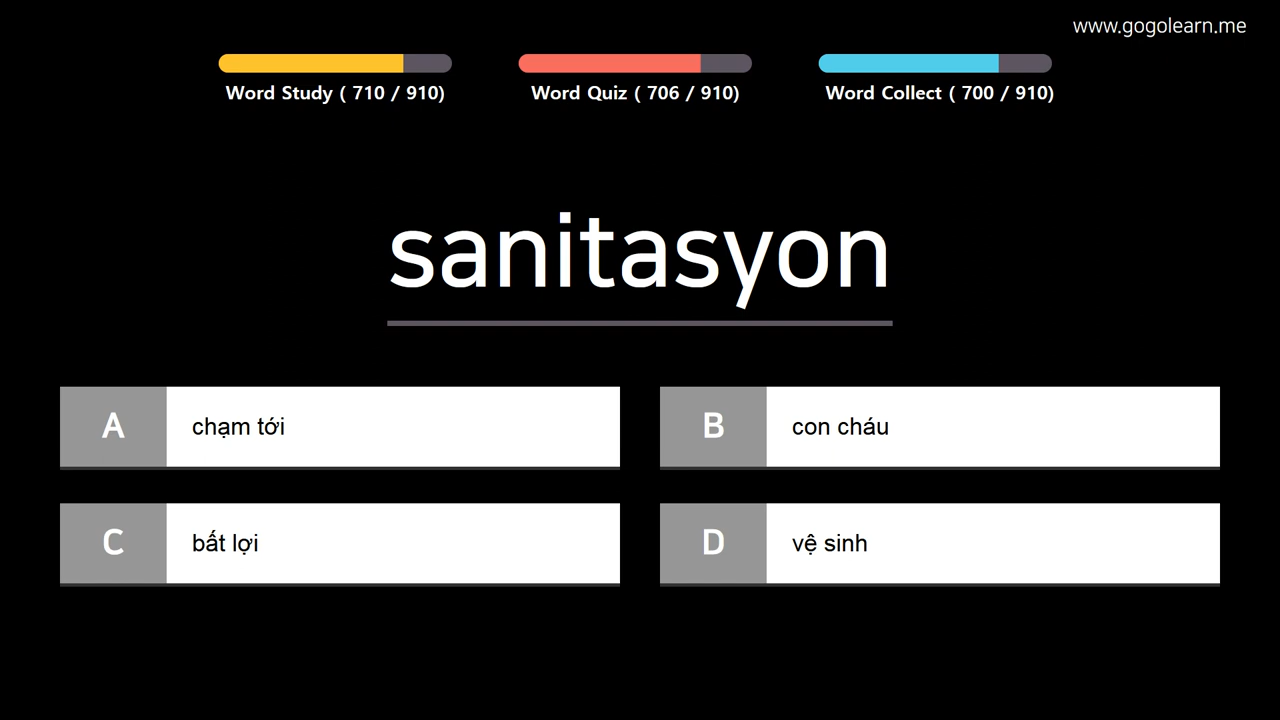 www.gogolearn.me
Word Study ( 710 / 910)
Word Quiz ( 706 / 910)
Word Collect ( 700 / 910)
sanitasyon
A
chạm tới
B
con cháu
C
bất lợi
D
vệ sinh